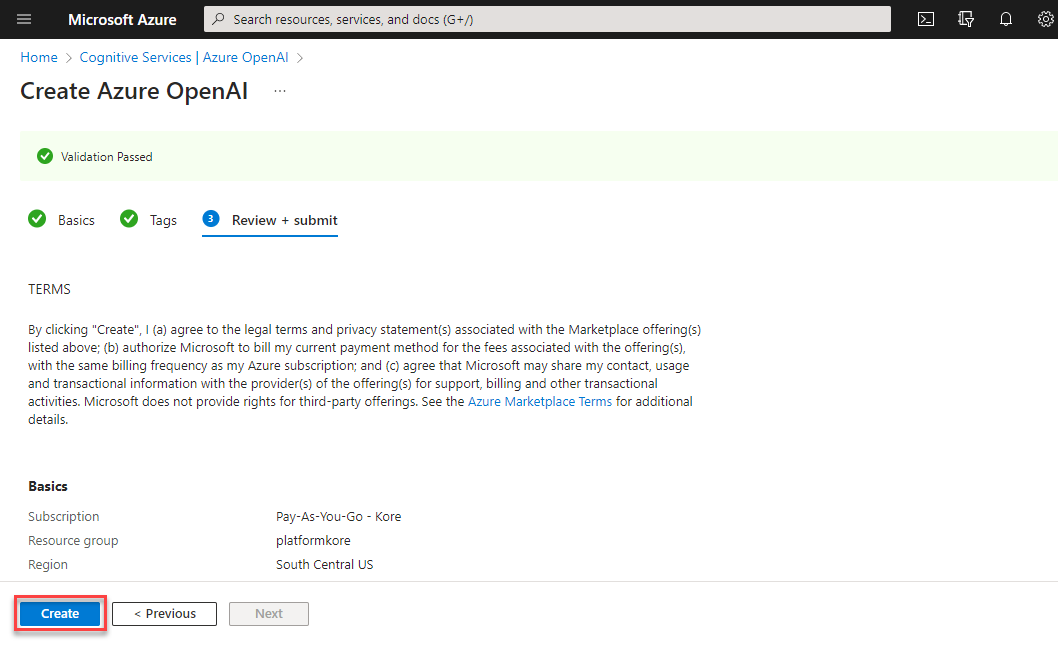 Microsoft Azure
Search resources, services, and docs (G+/)
Home > Cognitive Services | Azure OpenAI >
Create Azure OpenAI ...
Validation Passed
Basics
Tags
3 Review + submit
TERMS
By clicking "Create", I (a) agree to the legal terms and privacy statement(s) associated with the Marketplace offering(s)
listed above; (b) authorize Microsoft to bill my current payment method for the fees associated with the offering(s),
with the same billing frequency as my Azure subscription; and (c) agree that Microsoft may share my contact, usage
and transactional information with the provider(s) of the offering(s) for support, billing and other transactional
activities. Microsoft does not provide rights for third-party offerings. See the Azure Marketplace Terms for additional
details.
Basics
Subscription Pay-As-You-Go - Kore
Resource group platformkore
Region South Central US
Create
< Previous
Next